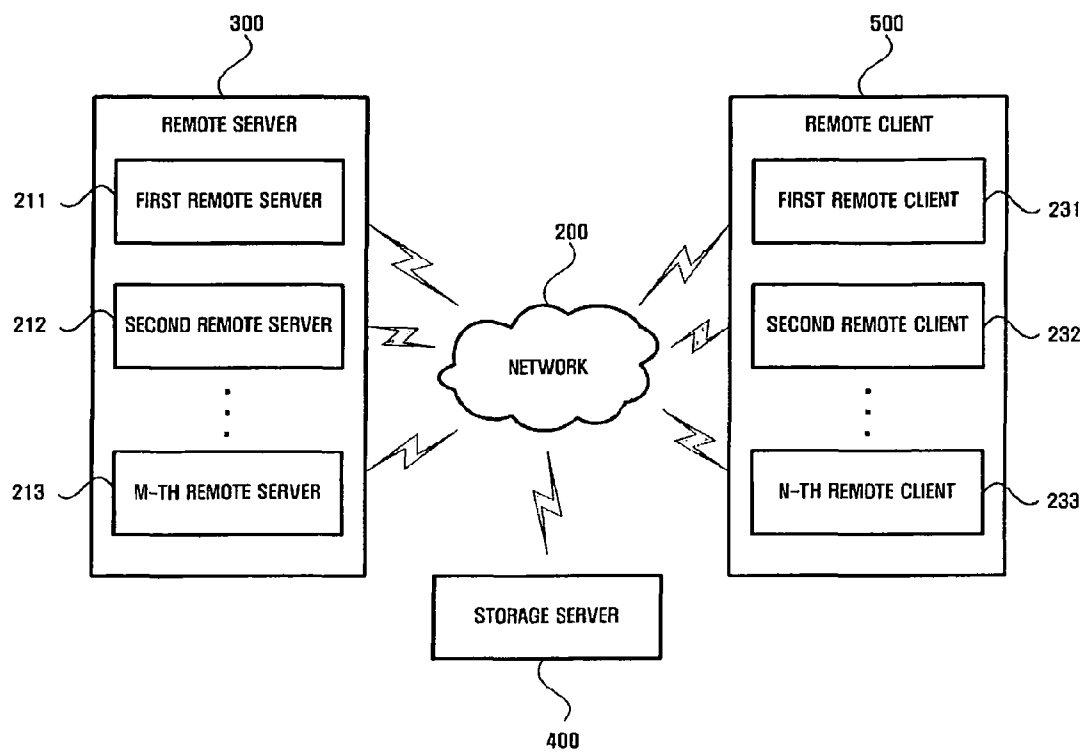 300
500
REMOTE SERVER
REMOTE CLIENT
211
FIRST REMOTE SERVER
FIRST REMOTE CLIENT
231
200
212
SECOND REMOTE SERVER
SECOND REMOTE CLIENT
232
NETWORK
213
M-TH REMOTE SERVER
N-TH REMOTE CLIENT
233
STORAGE SERVER
400